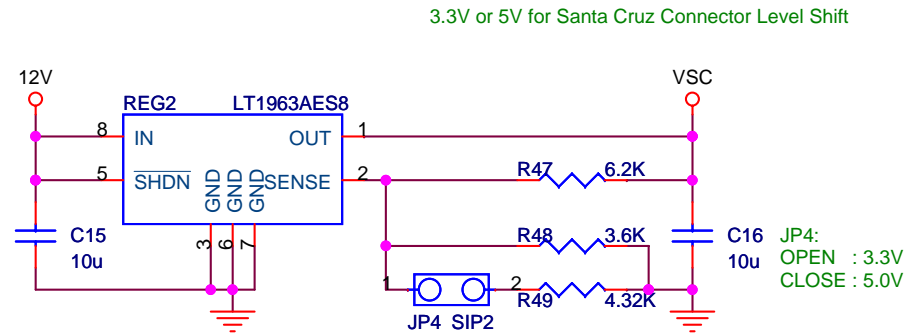 3.3V or 5V for Santa Cruz Connector Level Shift
12V
VSC
REG2
LT1963AES8
8
IN
OUT
1
5
SHDN
GND
GND
GND
SENSE
2
R47
6.2K
3
6
7
C15
10u
R48
3.6K
C16
10u
JP4:
OPEN : 3.3V
CLOSE : 5.0V
1
2
R49
4.32K
JP4 SIP2